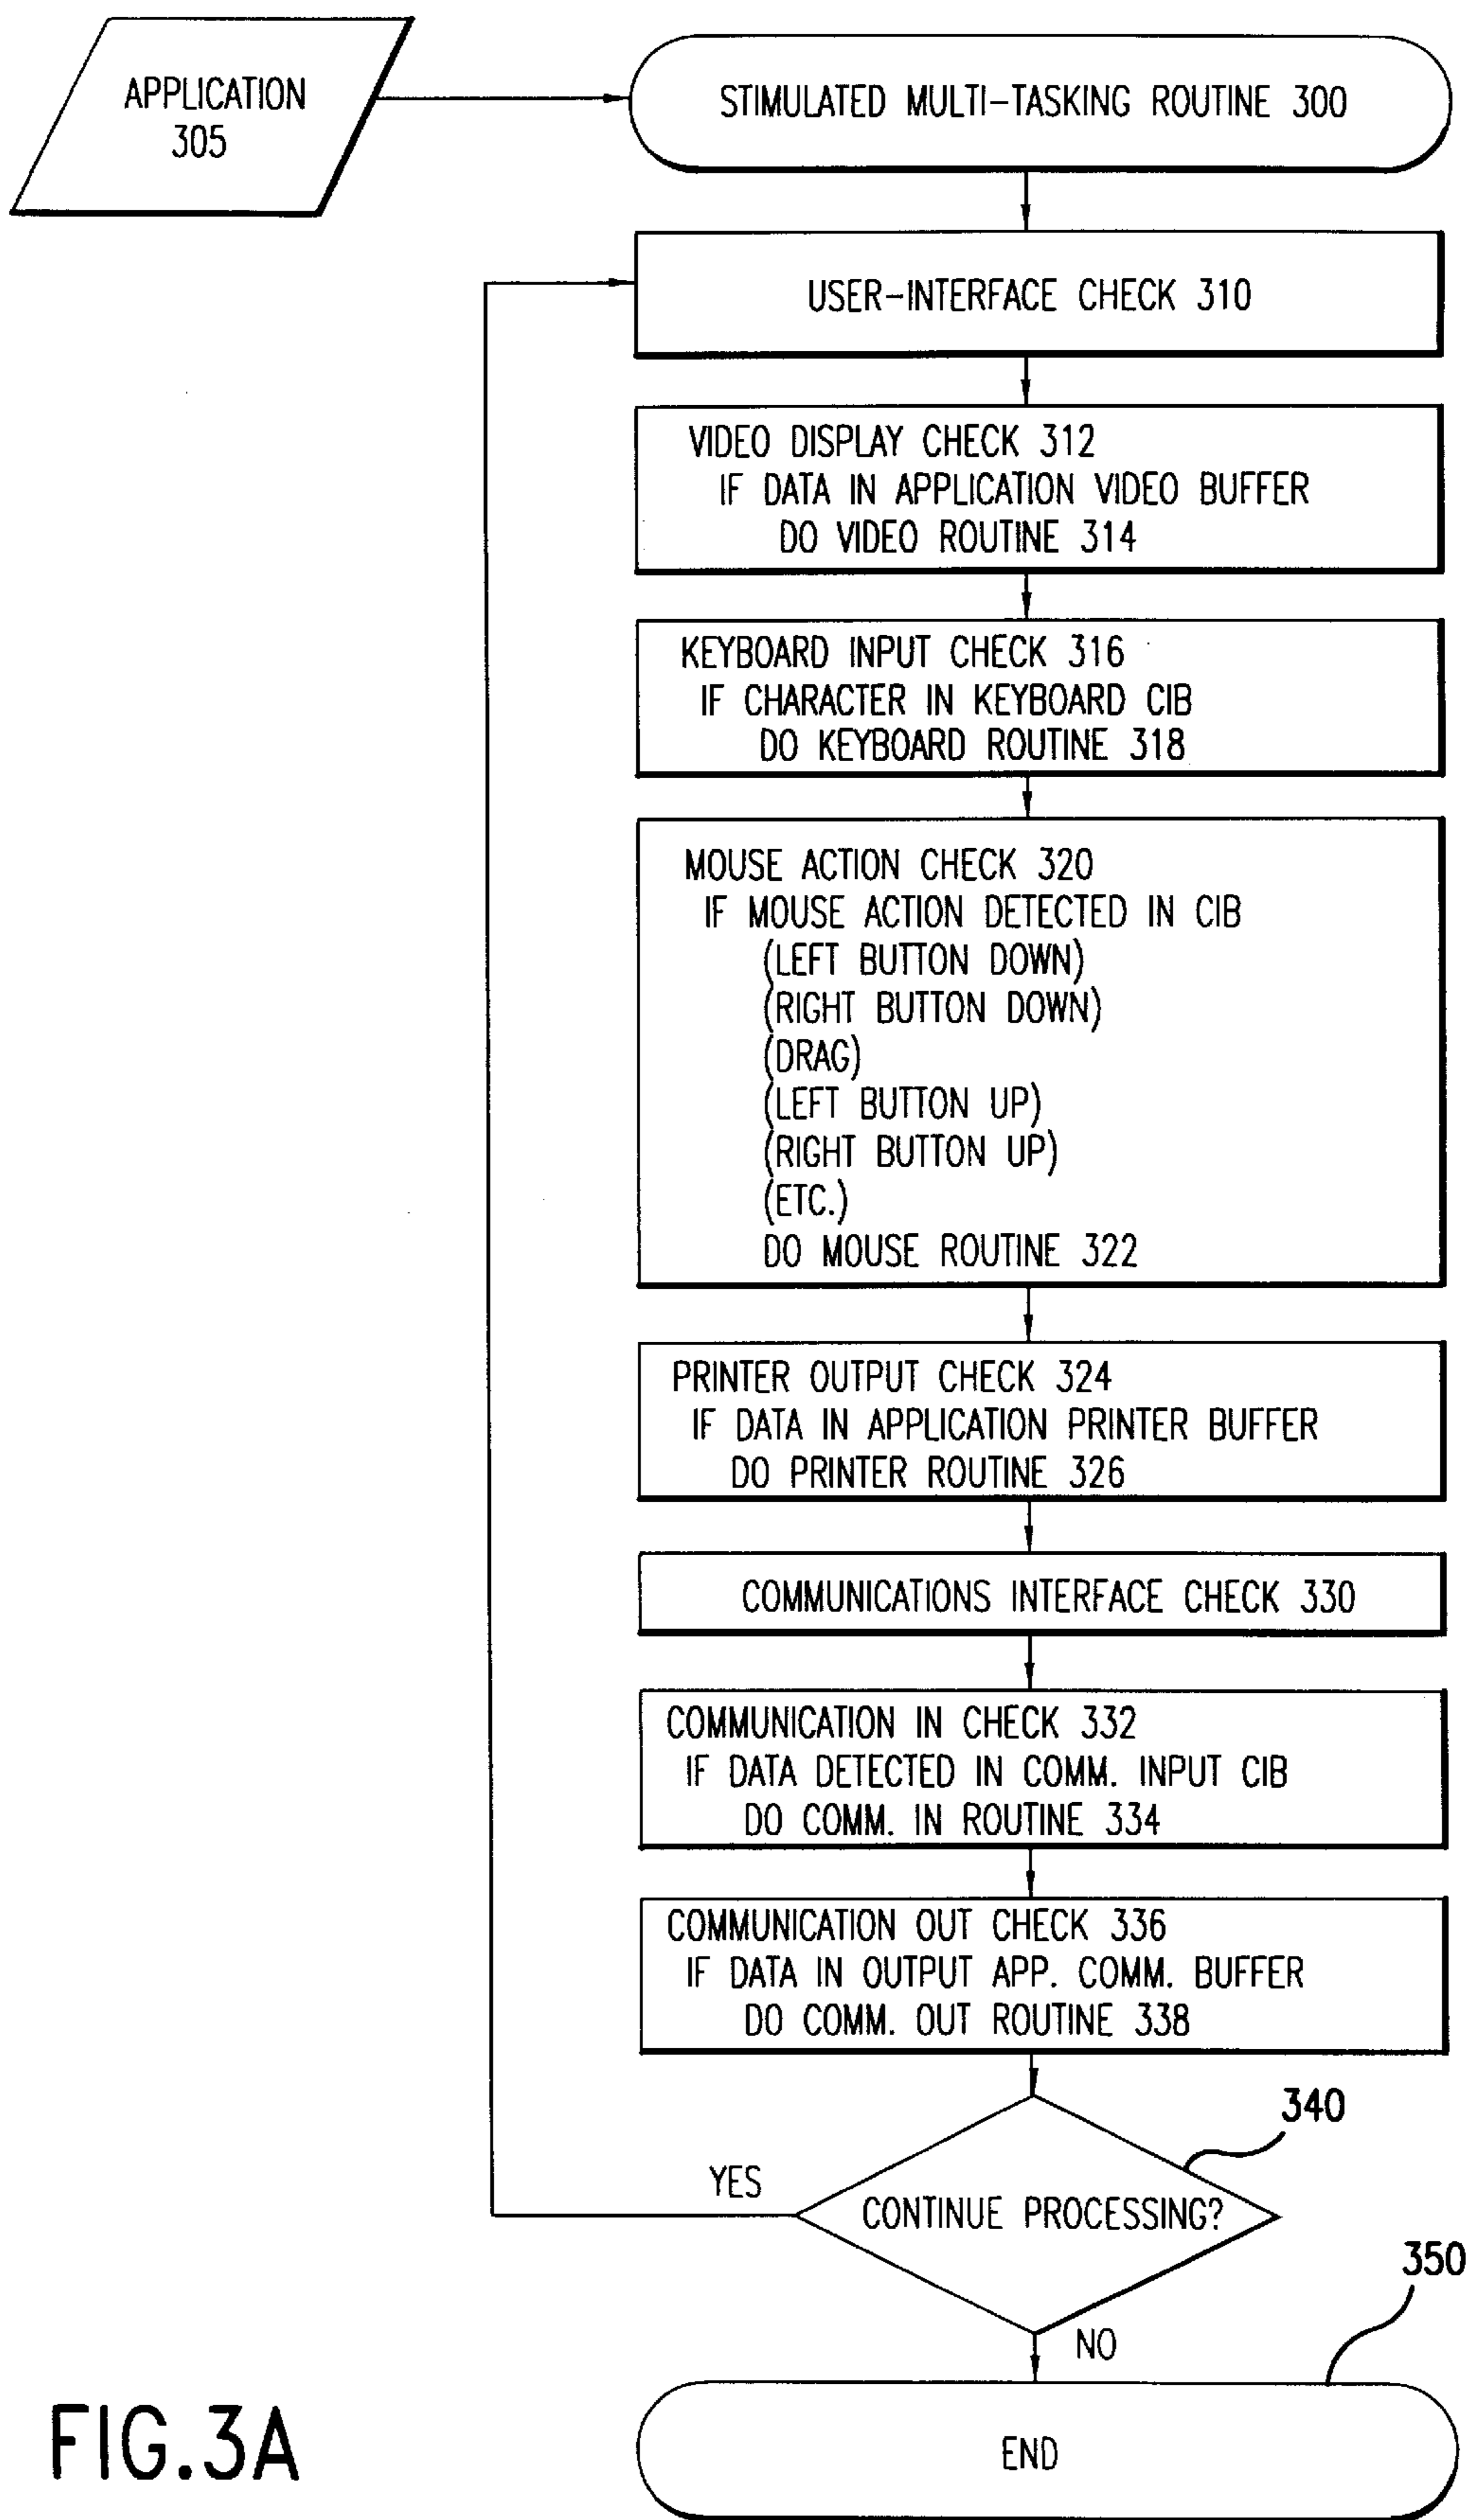 APPLICATION
305
STIMULATED MULTI-TASKING ROUTINE 300
USER-INTERFACE CHECK 310
VIDEO DISPLAY CHECK 312
IF DATA IN APPLICATION VIDEO BUFFER
DO VIDEO ROUTINE 314
KEYBOARD INPUT CHECK 316
IF CHARACTER IN KEYBOARD CIB
DO KEYBOARD ROUTINE 318
MOUSE ACTION CHECK 320
IF MOUSE ACTION DETECTED IN CIB
(LEFT BUTTON DOWN)
(RIGHT BUTTON DOWN)
(DRAG)
(LEFT BUTTON UP)
(RIGHT BUTTON UP)
(ETC.)
DO MOUSE ROUTINE 322
PRINTER OUTPUT CHECK 324
IF DATA IN APPLICATION PRINTER BUFFER
DO PRINTER ROUTINE 326
COMMUNICATIONS INTERFACE CHECK 330
COMMUNICATION IN CHECK 332
IF DATA DETECTED IN COMM. INPUT CIB
DO COMM. IN ROUTINE 334
COMMUNICATION OUT CHECK 336
IF DATA IN OUTPUT APP. COMM. BUFFER
DO COMM. OUT ROUTINE 338
340
YES
CONTINUE PROCESSING?
350
NO
END
FIG.3A